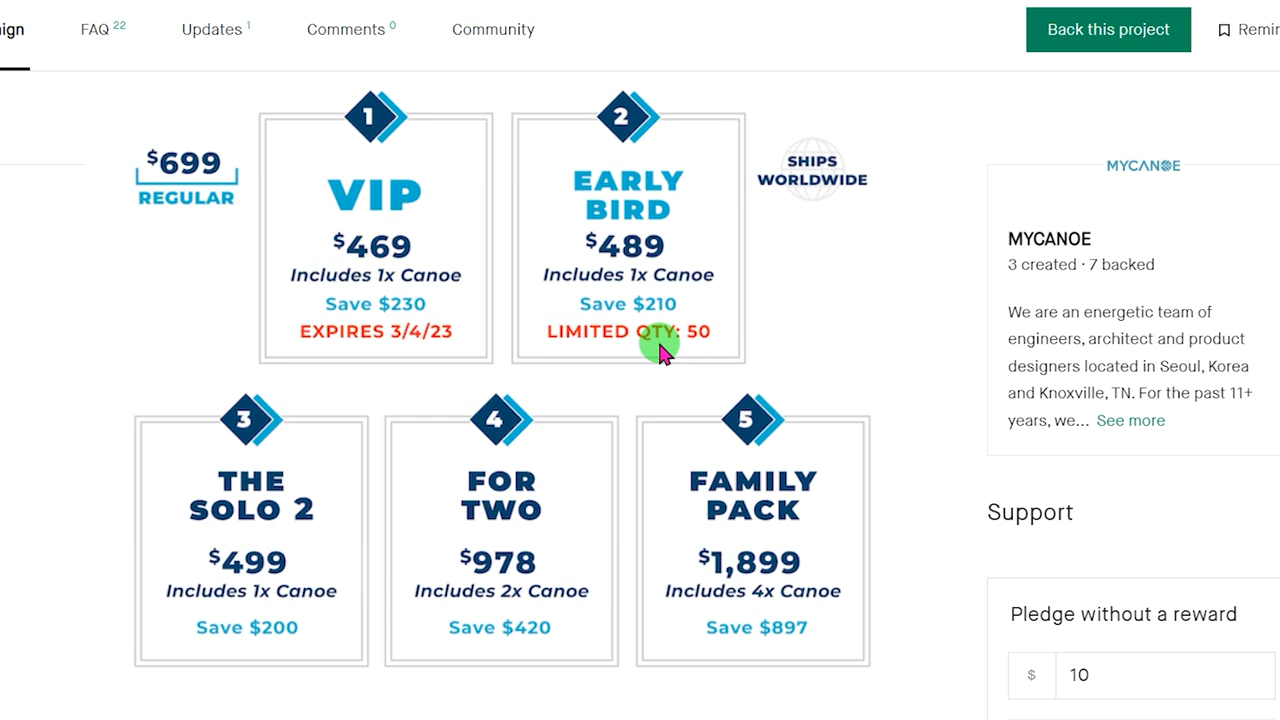 FAQ 22
Updates 1
Comments 0
Community
Back this project
$699
REGULAR
1
VIP
$469
Includes 1x Canoe
Save $230
EXPIRES 3/4/23
2
EARLY
BIRD
$489
Includes 1x Canoe
Save $210
LIMITED QTY: 50
SHIPS
WORLDWIDE
3
THE
SOLO 2
$499
Includes 1x Canoe
Save $200
4
FOR
TWO
$978
Includes 2x Canoe
Save $420
5
FAMILY
PACK
$1,899
Includes 4x Canoe
Save $897
MYCANOE
MYCANOE
3 created · 7 backed
We are an energetic team of
engineers, architect and product
designers located in Seoul, Korea
and Knoxville, TN. For the past 11+
years, we... See more
Support
Pledge without a reward
$ 10